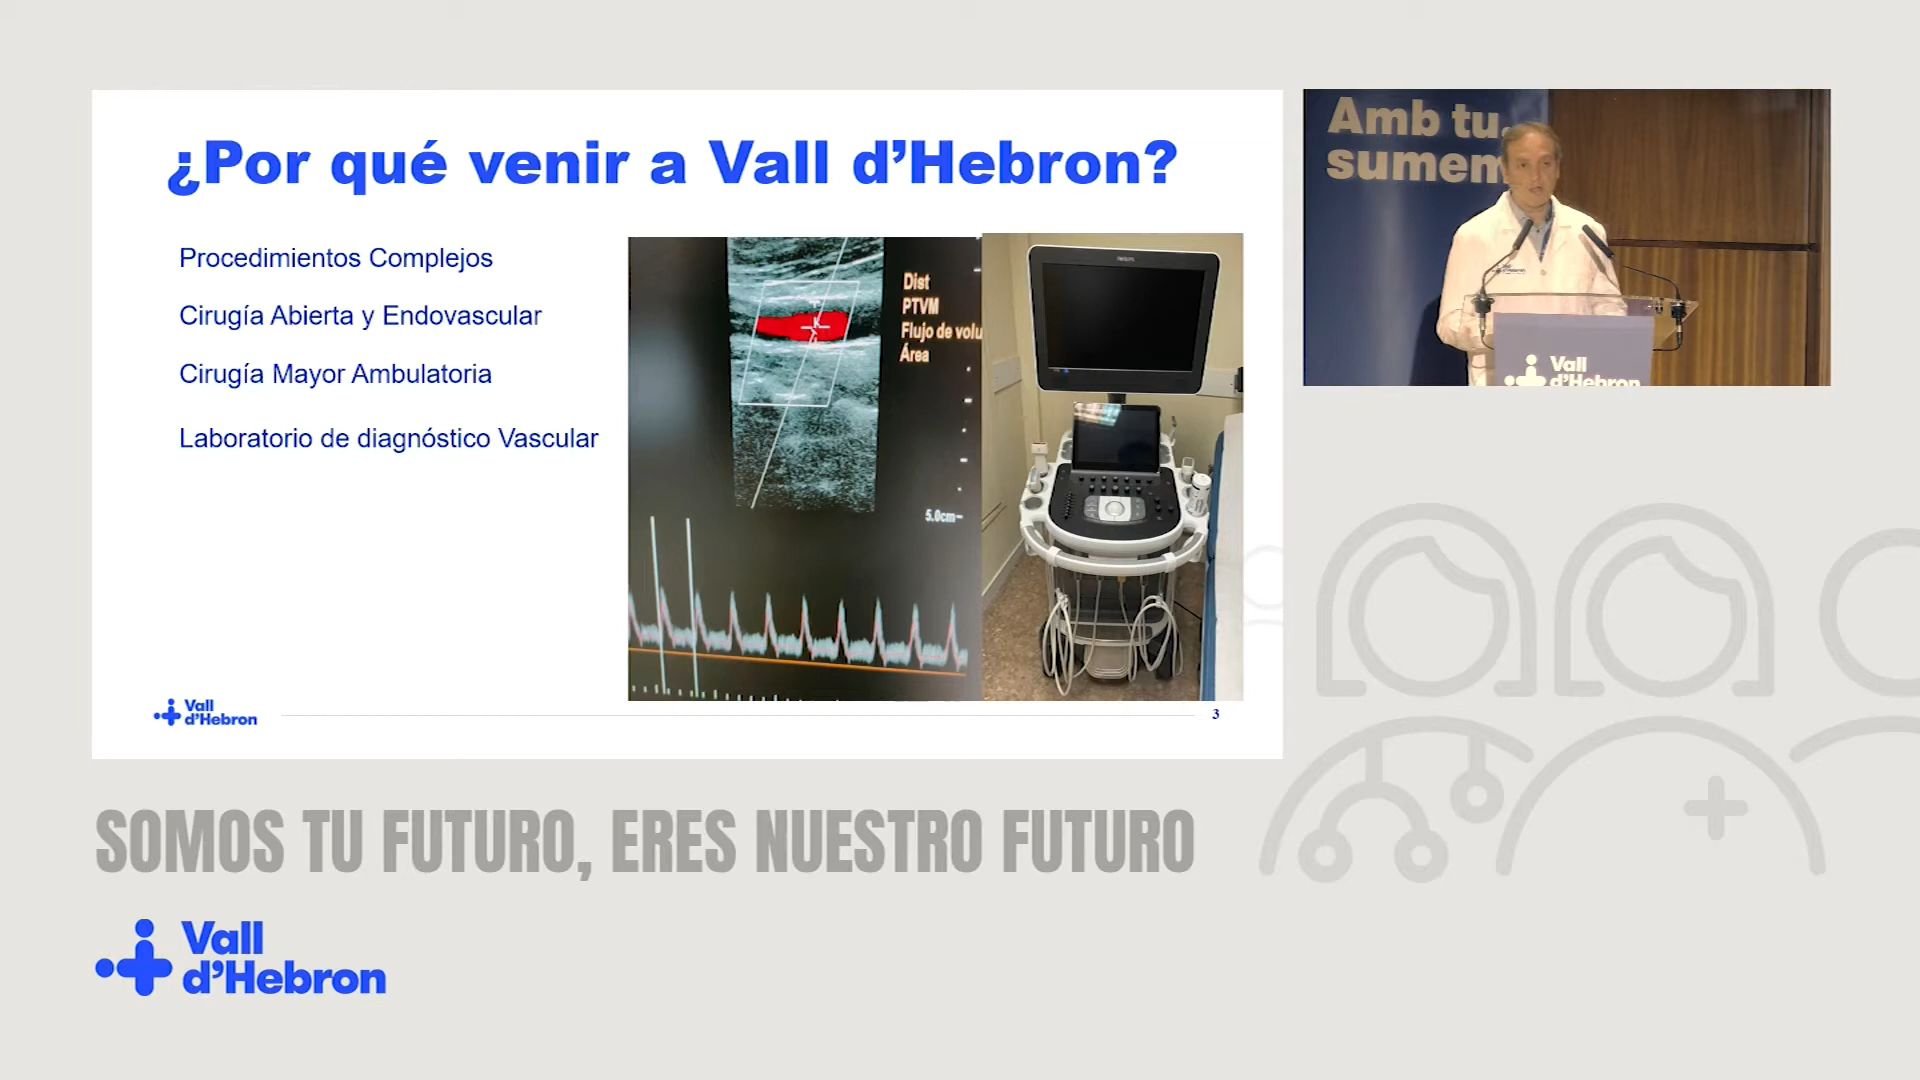 ¿Por qué venir a Vall d’Hebron?
Procedimientos Complejos
Cirugía Abierta y Endovascular
Cirugía Mayor Ambulatoria
Laboratorio de diagnóstico Vascular
Dist
PTVM
Flujo de volu
Área
5.0cm
PHILIPS
Vall
d’Hebron
3
Amb tu,
sumem
Vall
d’Hebron
SOMOS TU FUTURO, ERES NUESTRO FUTURO
Vall
d’Hebron